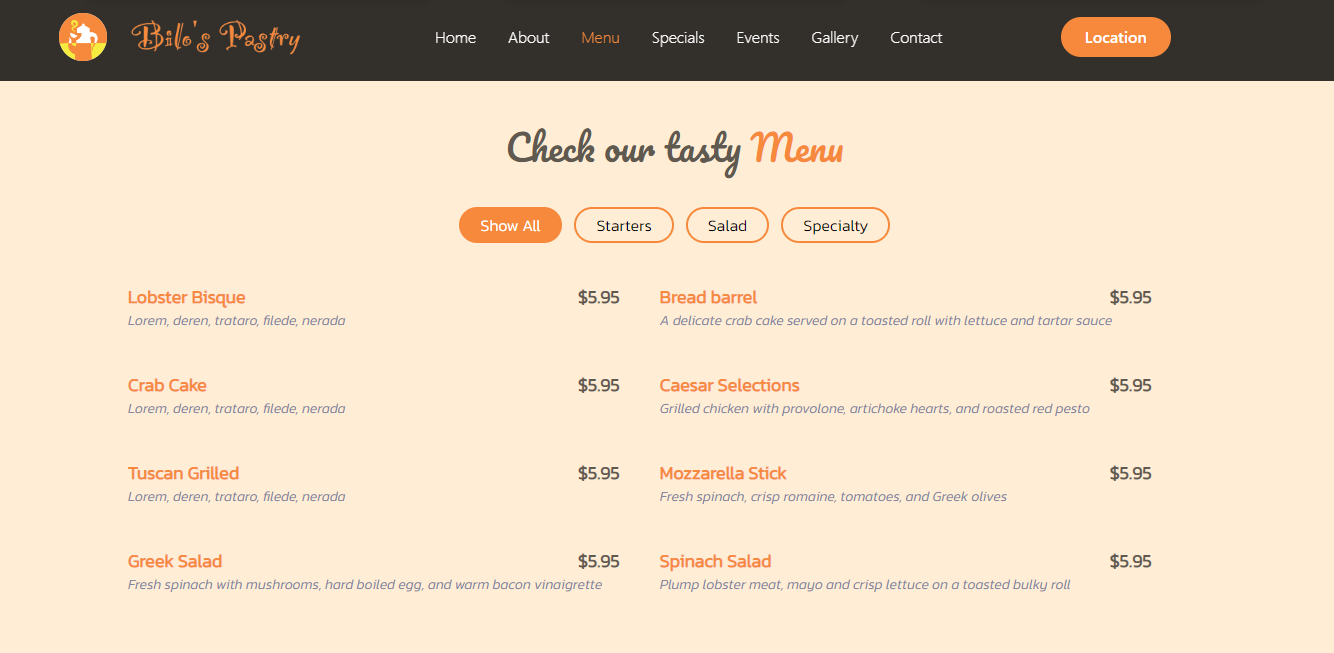 Bilo's Pastry
Home About Menu Specials Events Gallery Contact
Location
Check our tasty Menu
Show All Starters Salad Specialty
Lobster Bisque $5.95
Lorem, deren, trataro, filede, nerada
Bread barrel $5.95
A delicate crab cake served on a toasted roll with lettuce and tartar sauce
Crab Cake $5.95
Lorem, deren, trataro, filede, nerada
Caesar Selections $5.95
Grilled chicken with provolone, artichoke hearts, and roasted red pesto
Tuscan Grilled $5.95
Lorem, deren, trataro, filede, nerada
Mozzarella Stick $5.95
Fresh spinach, crisp romaine, tomatoes, and Greek olives
Greek Salad $5.95
Fresh spinach with mushrooms, hard boiled egg, and warm bacon vinaigrette
Spinach Salad $5.95
Plump lobster meat, mayo and crisp lettuce on a toasted bulky roll